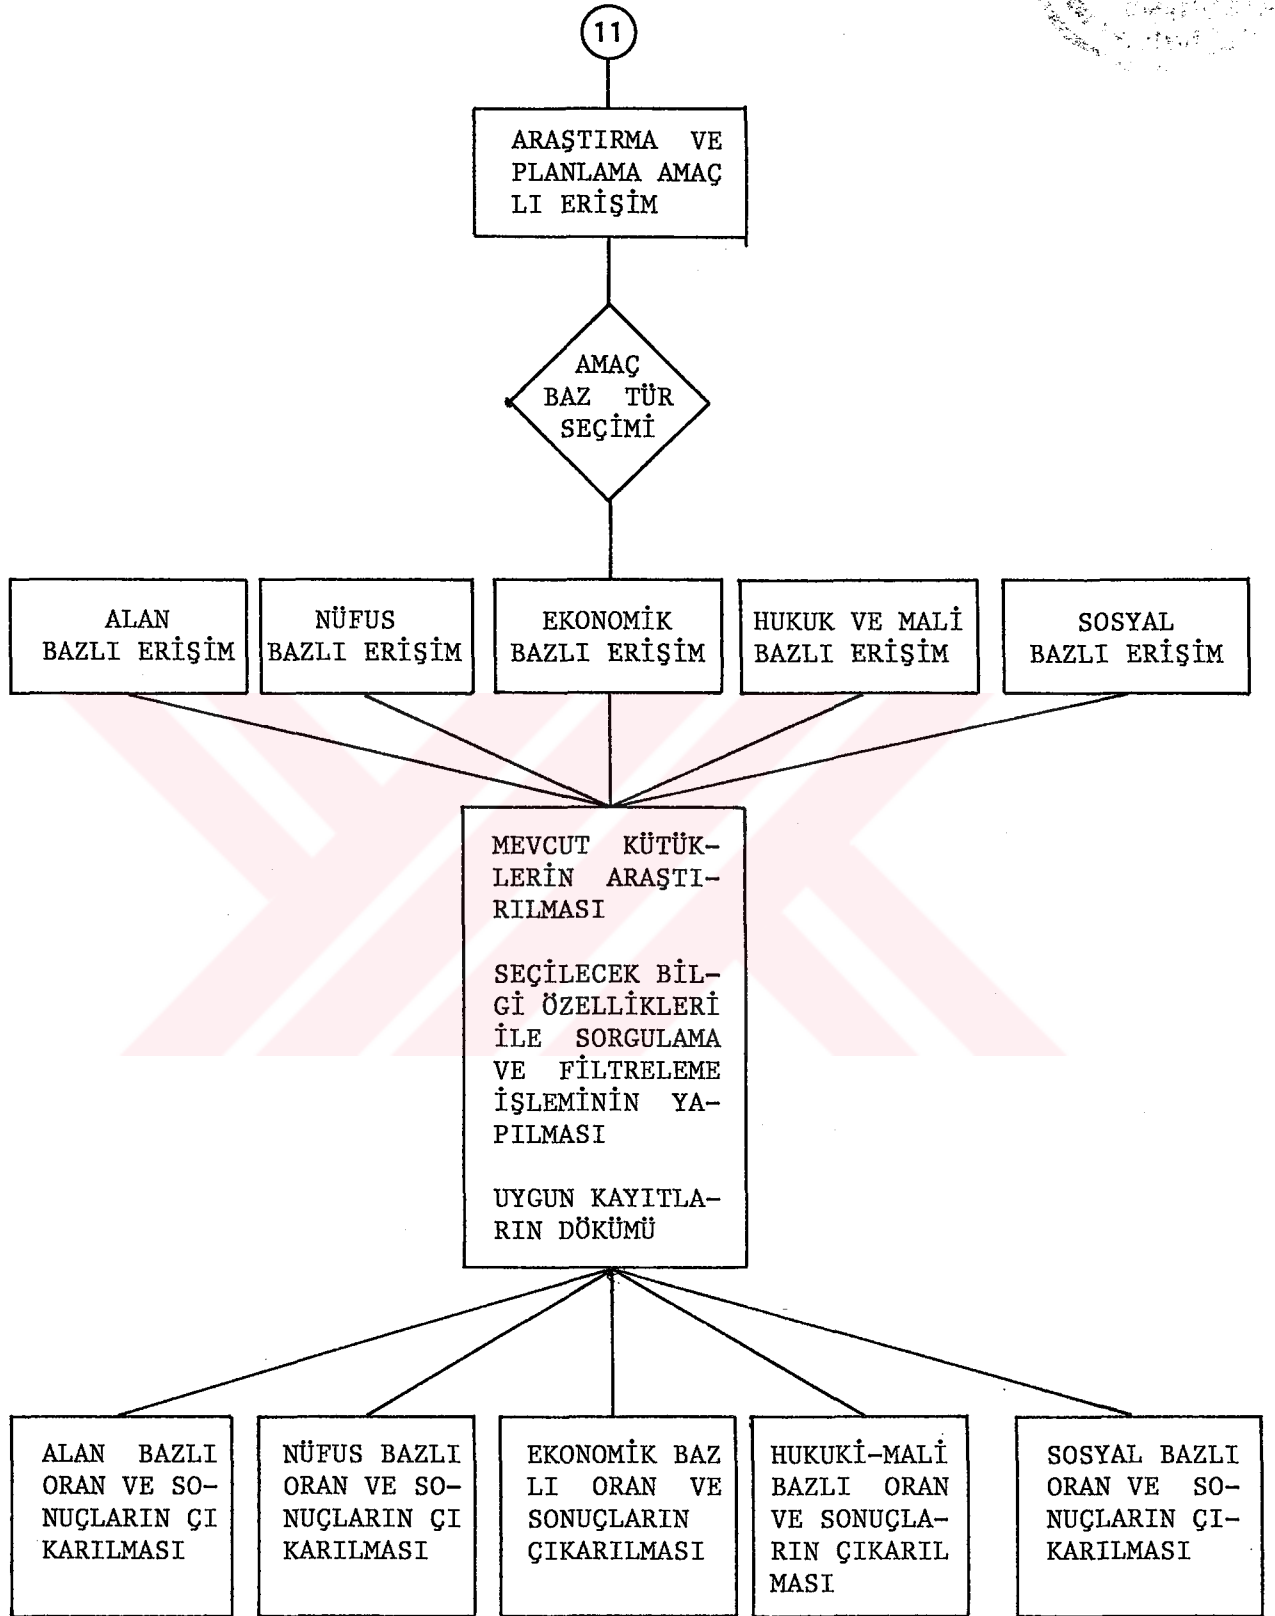 11
ARAŞTIRMA VE
PLANLAMA AMAÇ
LI ERİŞİM
AMAÇ
BAZ TÜR
SEÇİMİ
ALAN
BAZLI ERİŞİM
NÜFUS
BAZLI ERİŞİM
EKONOMİK
BAZLI ERİŞİM
HUKUK VE MALİ
BAZLI ERİŞİM
SOSYAL
BAZLI ERİŞİM
MEVCUT KÜTÜK-
LERİN ARAŞTI-
RILMASI
SEÇİLECEK BİL-
Gİ ÖZELLİKLERİ
İLE SORGULAMA
VE FİLTRELEME
İŞLEMİNİN YA-
PILMASI
UYGUN KAYITLA-
RIN DÖKÜMÜ
ALAN BAZLI
ORAN VE SO-
NUÇLARIN ÇI
KARILMASI
NÜFUS BAZLI
ORAN VE SO-
NUÇLARIN ÇI
KARILMASI
EKONOMİK BAZ
LI ORAN VE
SONUÇLARIN
ÇIKARILMASI
HUKUKİ-MALİ
BAZLI ORAN
VE SONUÇLA-
RIN ÇIKARIL
MASI
SOSYAL BAZLI
ORAN VE SO-
NUÇLARIN ÇI-
KARILMASI